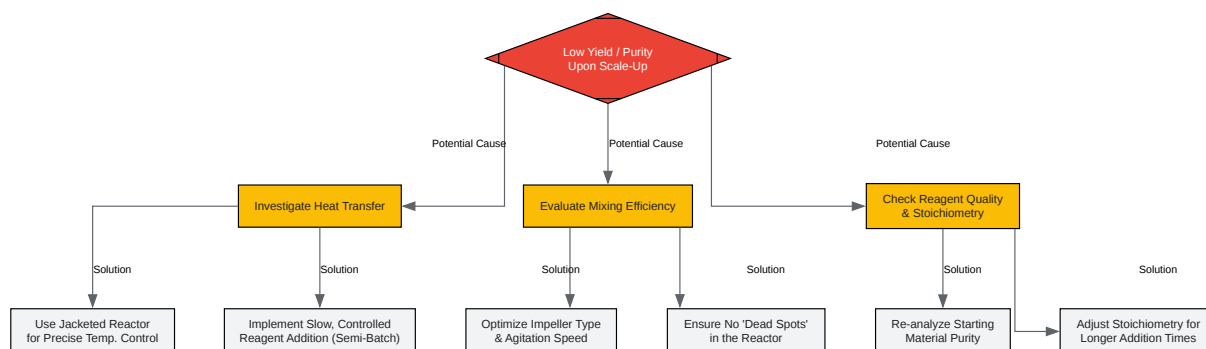 Low Yield / Purity
Upon Scale-Up
Potential Cause
Potential Cause
Potential Cause
Investigate Heat Transfer
Evaluate Mixing Efficiency
Check Reagent Quality
& Stoichiometry
Solution
Solution
Solution
Solution
Solution
Solution
Use Jacketed Reactor
for Precise Temp. Control
Implement Slow, Controlled
Reagent Addition (Semi-Batch)
Optimize Impeller Type
& Agitation Speed
Ensure No 'Dead Spots'
in the Reactor
Re-analyze Starting
Material Purity
Adjust Stoichiometry for
Longer Addition Times